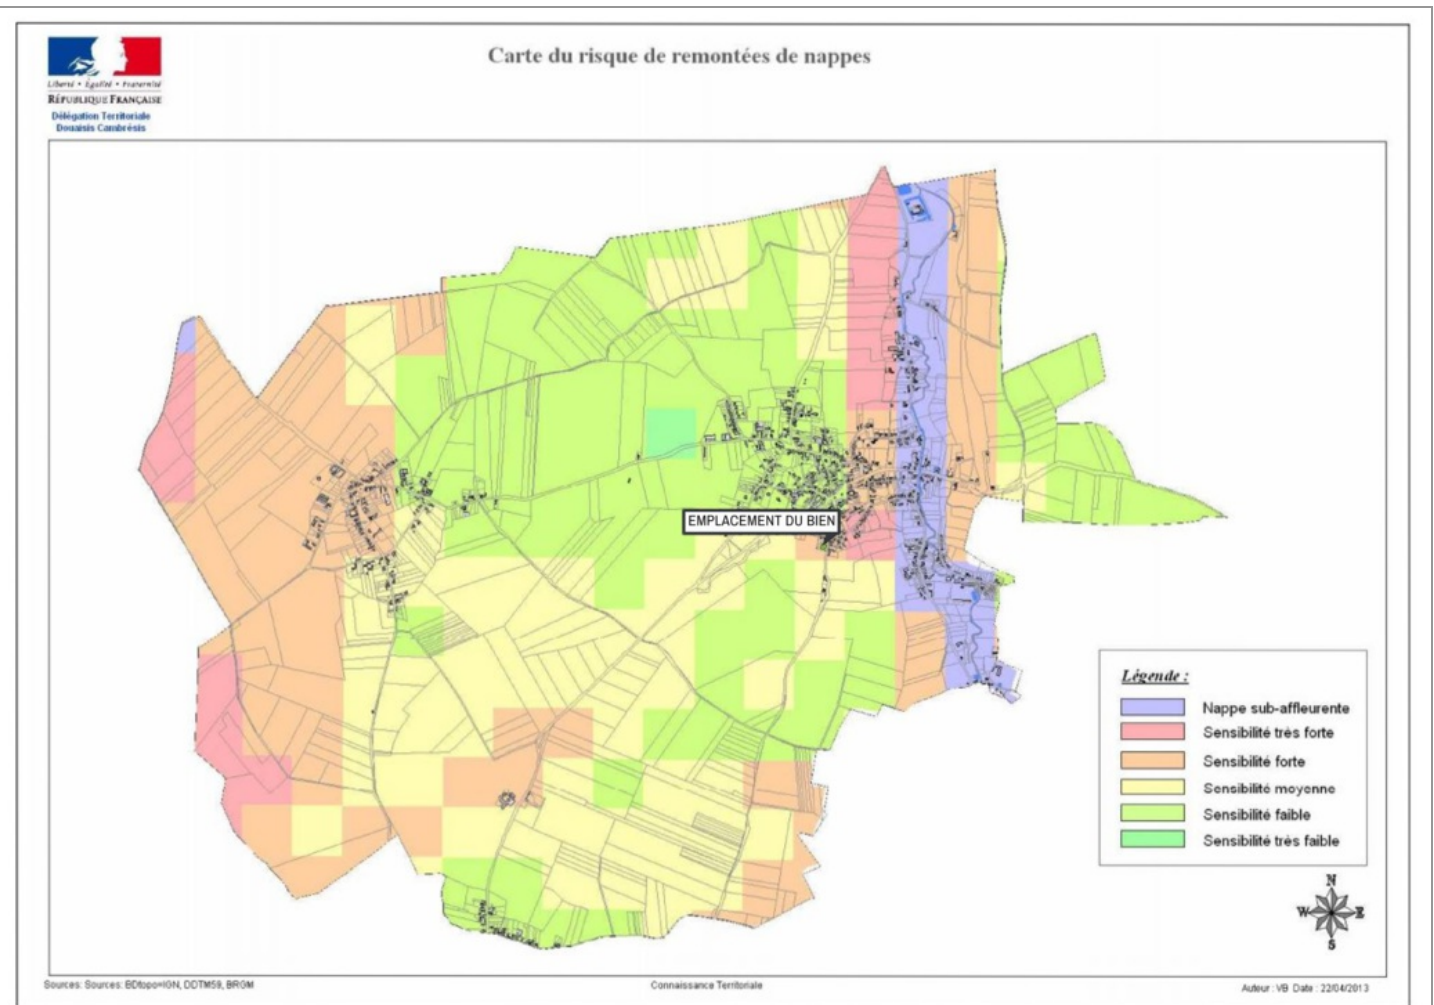 Carte du risque de remontées de nappes
Liberté • Égalité • Fraternité
RÉPUBLIQUE FRANÇAISE
Délégation Territoriale
Douaisis Cambrésis
EMPLACEMENT DU BIEN
Légende :
Nappe sub-affleurente
Sensibilité très forte
Sensibilité forte
Sensibilité moyenne
Sensibilité faible
Sensibilité très faible
N
W E
S
Sources: Sources: BDtopo®IGN, DDTM59, BRGM
Connaissance Territoriale
Auteur : VB Date : 22/04/2013